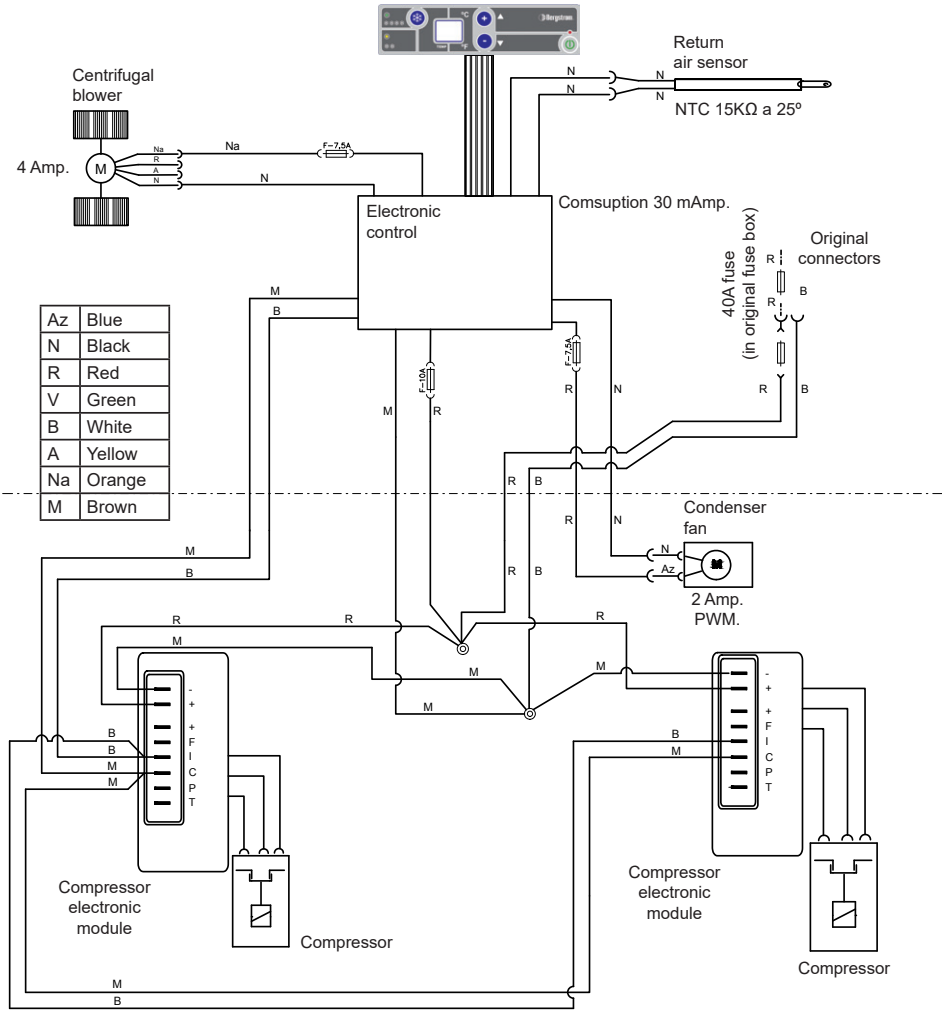 °C
Bergstrom
°F
Return
air sensor
N
N
N
N
NTC 15KΩ a 25º
Centrifugal
blower
4 Amp.
M
Na
R
A
N
Na
F-7,5A
N
Electronic
control
Comsuption 30 mAmp.
40A fuse
(in original fuse box)
Original
connectors
R
R
B
R
B
M
B
F-10A
M
R
F-7,5A
R
N
Az Blue
N Black
R Red
V Green
B White
A Yellow
Na Orange
M Brown
R
B
R
N
R
B
Condenser
fan
N
Az
M
2 Amp.
PWM.
M
B
R
R
M
M
M
R
M
-
+
+
F
I
C
P
T
B
B
M
M
-
+
+
F
I
C
P
T
B
M
Compressor
electronic
module
Compressor
Compressor
electronic
module
Compressor
M
B